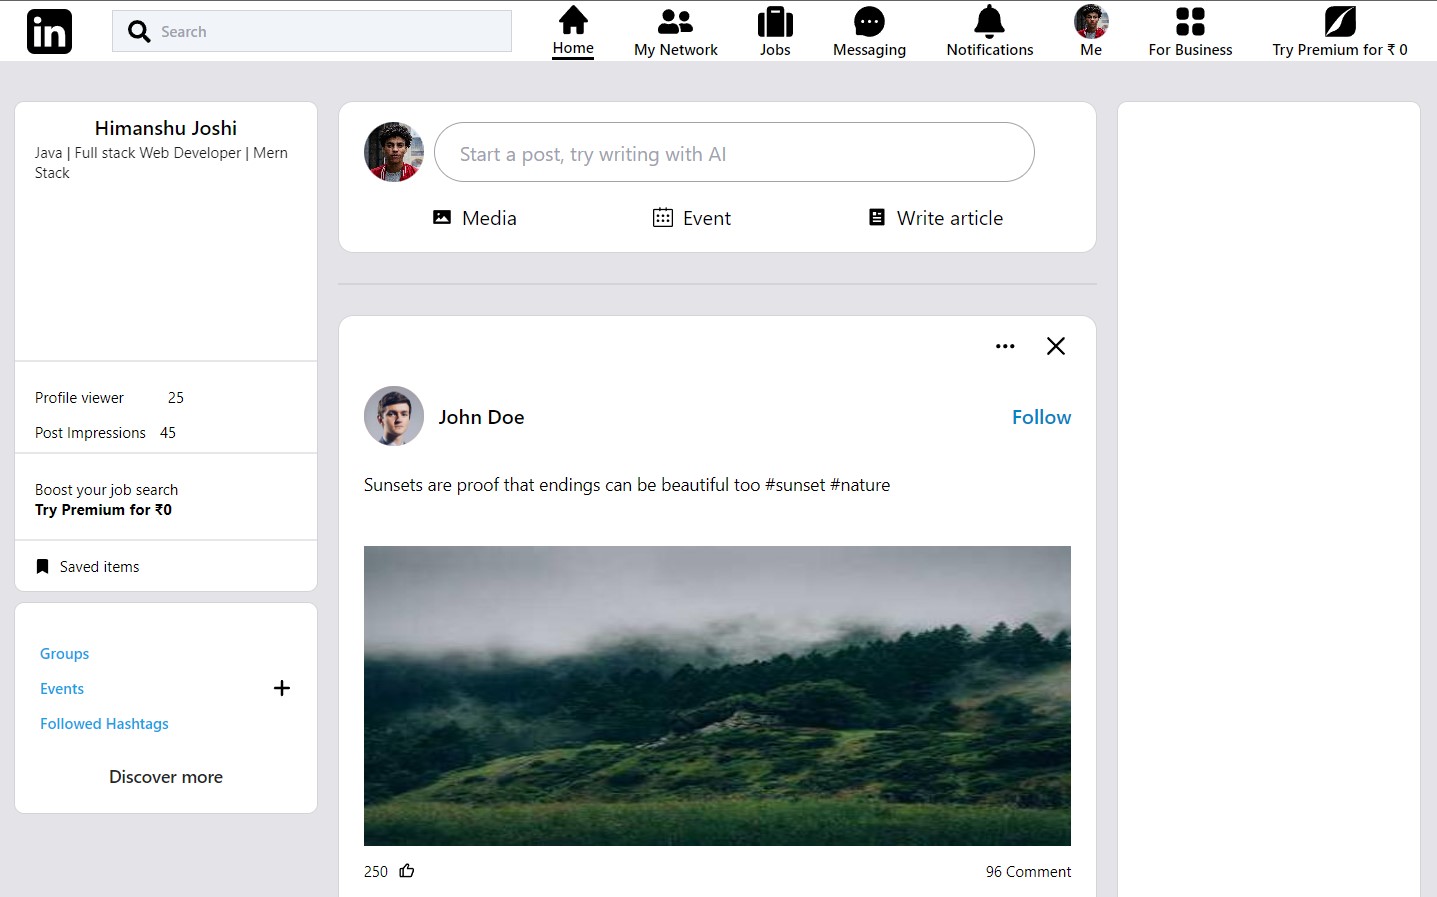 in
Search
Home
My Network
Jobs
Messaging
Notifications
Me
For Business
Try Premium for ₹ 0
Himanshu Joshi
Java | Full stack Web Developer | Mern
Stack
Profile viewer 25
Post Impressions 45
Boost your job search
Try Premium for ₹0
Saved items
Groups
Events
Followed Hashtags
Discover more
Start a post, try writing with AI
Media
Event
Write article
John Doe
Follow
Sunsets are proof that endings can be beautiful too #sunset #nature
250
96 Comment